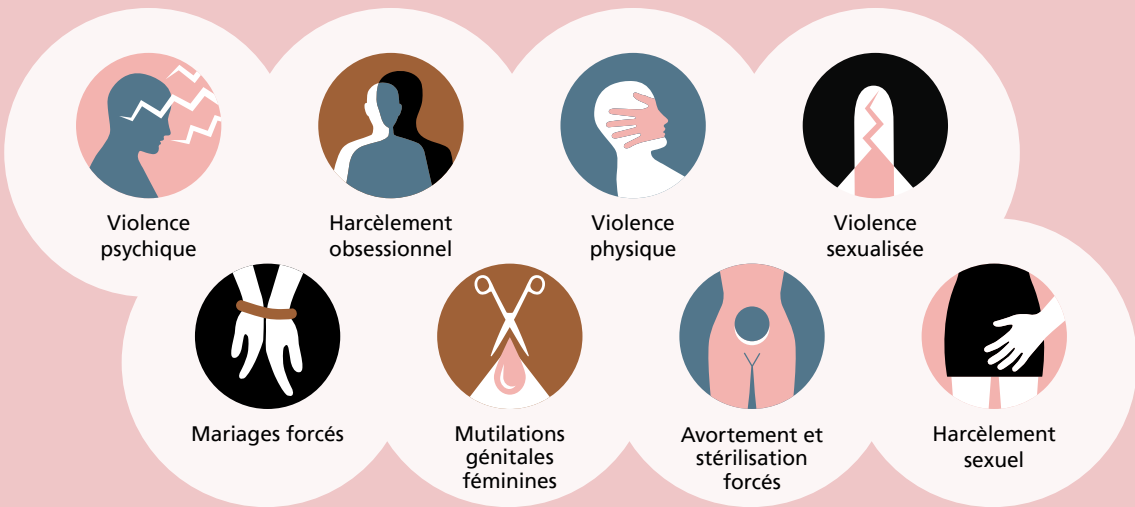 Violence
psychique
Harcèlement
obsessionnel
Violence
physique
Violence
sexualisée
Mariages forcés
Mutilations
génitales
féminines
Avortement et
stérilisation
forcés
Harcèlement
sexuel